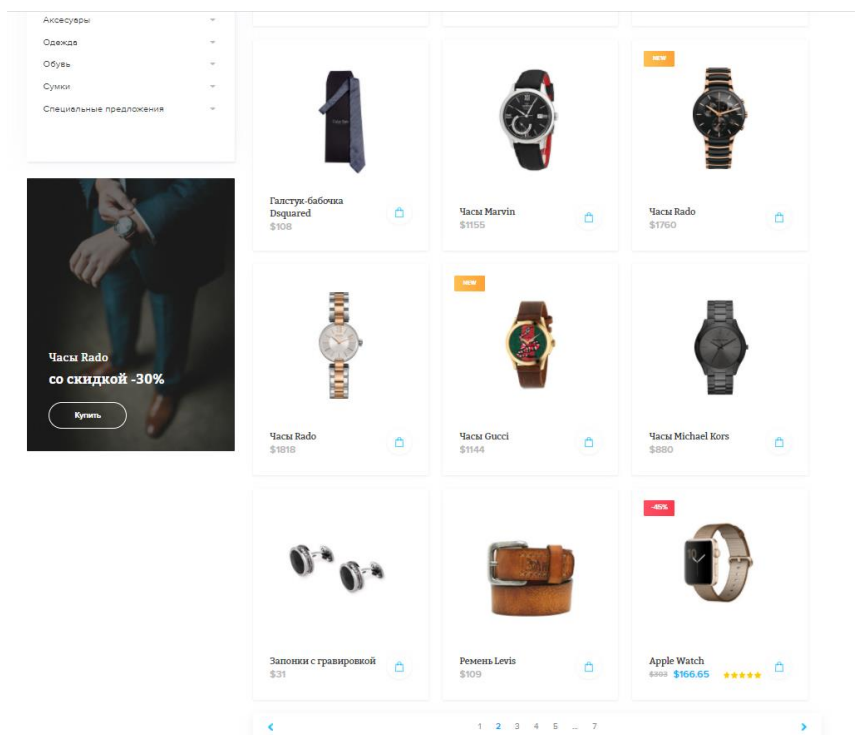 Аксесуары
Одежда
Обувь
Сумки
Специальные предложения
Часы Rado
со скидкой -30%
Купить
Галстук-бабочка
Dsquared
$108
Часы Marvin
$1155
NEW
Часы Rado
$1760
Часы Rado
$1818
NEW
Часы Gucci
$1144
Часы Michael Kors
$880
Запонки с гравировкой
$31
Ремень Levis
$109
-45%
Apple Watch
$303 $166.65
1 2 3 4 5 ... 7